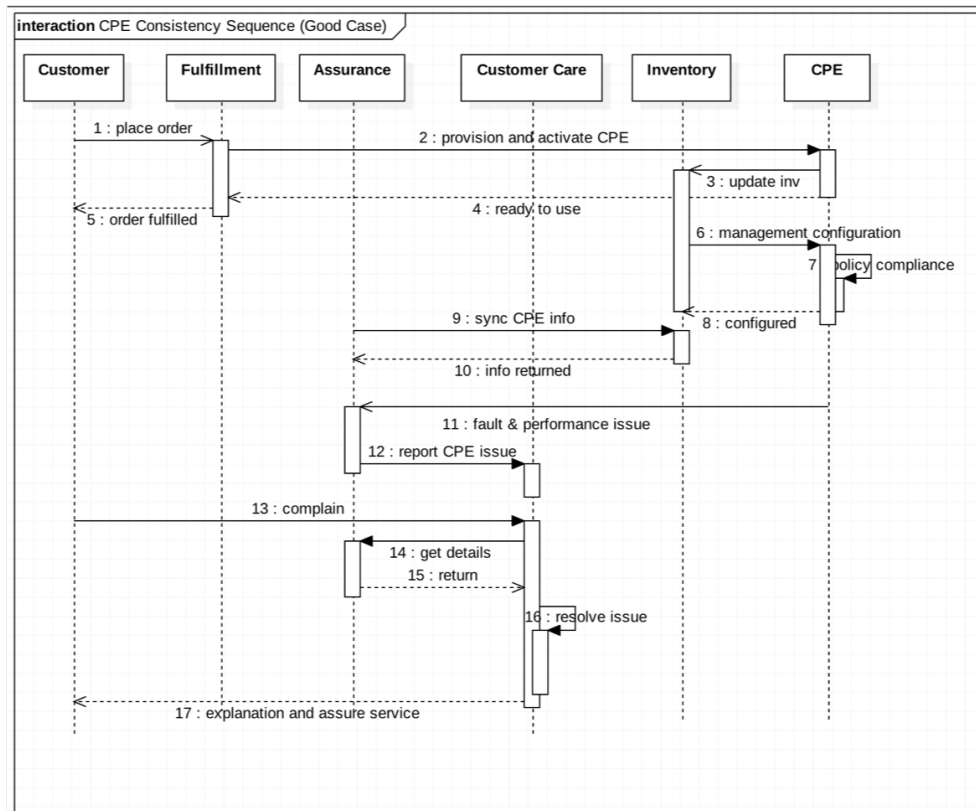 interaction CPE Consistency Sequence (Good Case)
Customer Fulfillment Assurance Customer Care Inventory CPE
1 : place order
2 : provision and activate CPE
3 : update inv
4 : ready to use
5 : order fulfilled
6 : management configuration
7 : policy compliance
8 : configured
9 : sync CPE info
10 : info returned
11 : fault & performance issue
12 : report CPE issue
13 : complain
14 : get details
15 : return
16 : resolve issue
17 : explanation and assure service